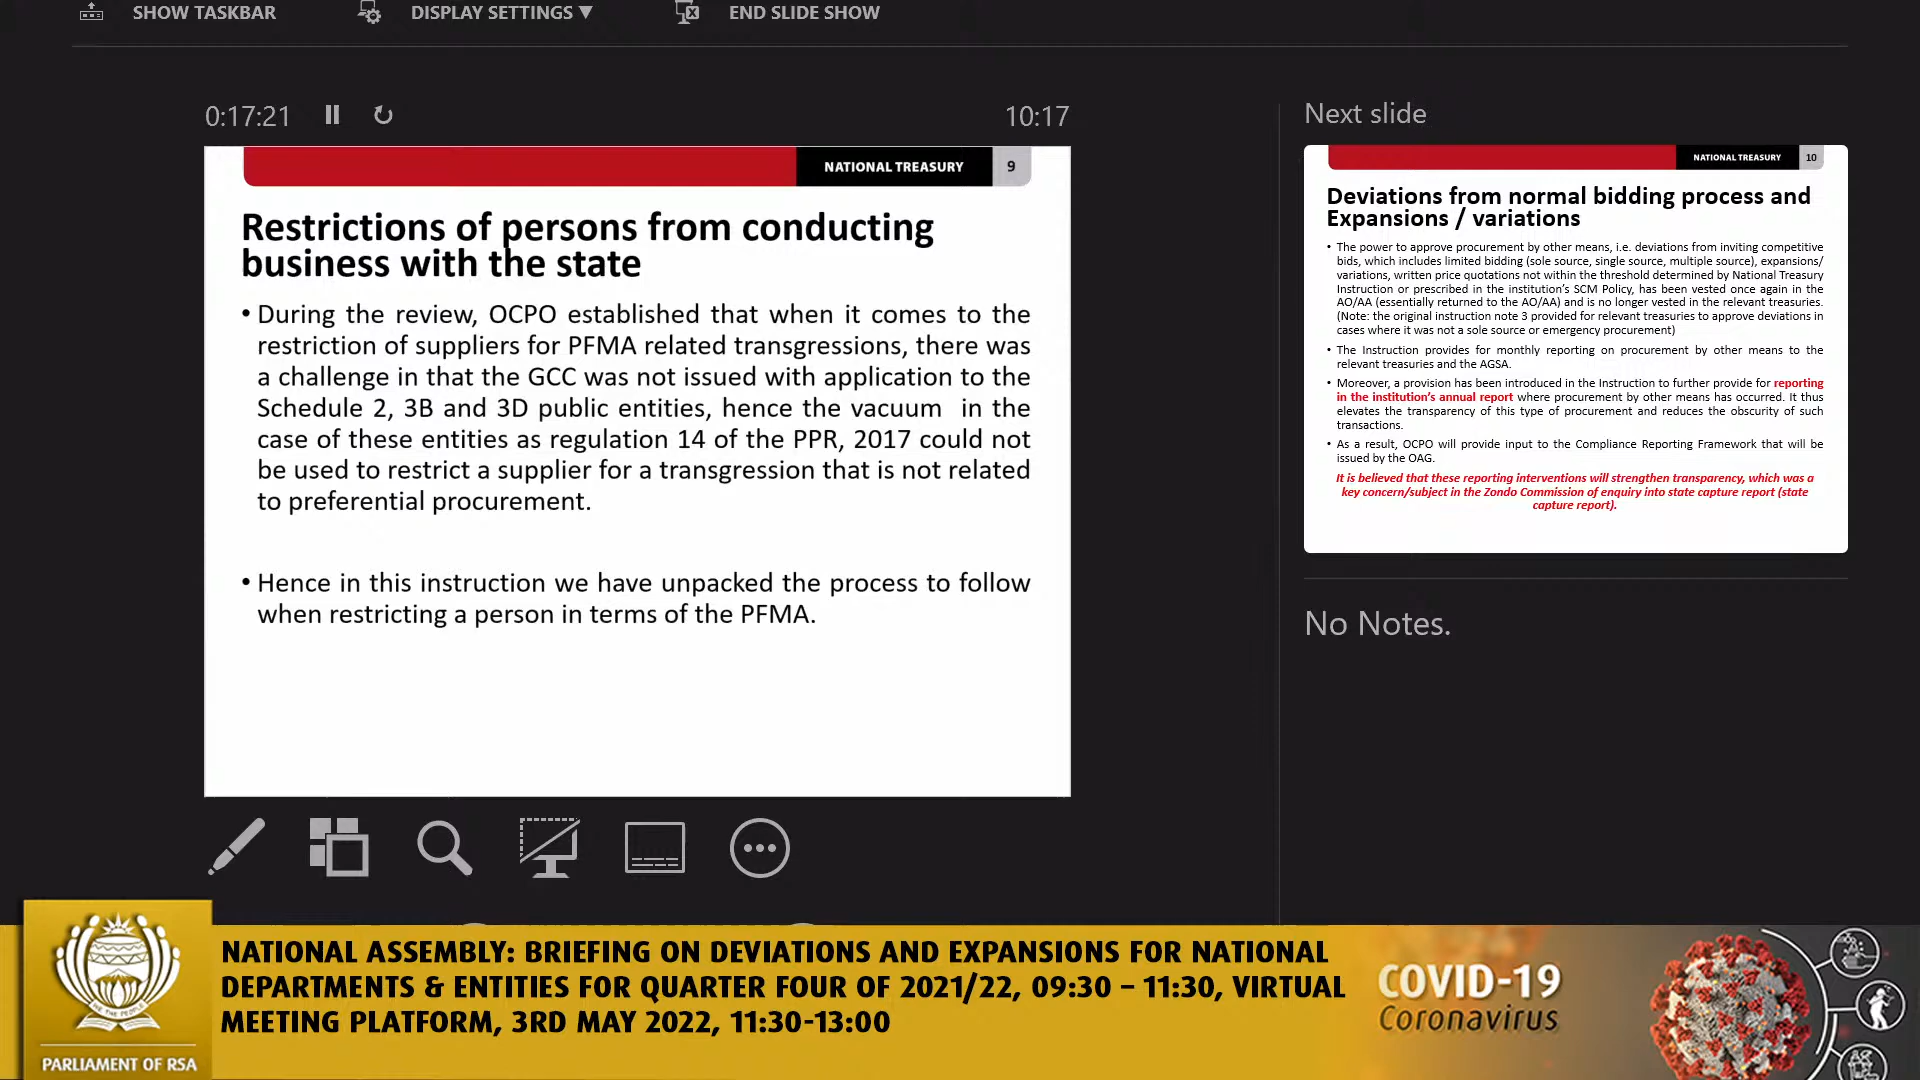 SHOW TASKBAR
DISPLAY SETTINGS ▼
END SLIDE SHOW
0:17:21
10:17
NATIONAL TREASURY 9
Restrictions of persons from conducting
business with the state
• During the review, OCPO established that when it comes to the
restriction of suppliers for PFMA related transgressions, there was
a challenge in that the GCC was not issued with application to the
Schedule 2, 3B and 3D public entities, hence the vacuum in the
case of these entities as regulation 14 of the PPR, 2017 could not
be used to restrict a supplier for a transgression that is not related
to preferential procurement.
• Hence in this instruction we have unpacked the process to follow
when restricting a person in terms of the PFMA.
Next slide
NATIONAL TREASURY 10
Deviations from normal bidding process and
Expansions / variations
• The power to approve procurement by other means, i.e. deviations from inviting competitive
bids, which includes limited bidding (sole source, single source, multiple source), expansions/
variations, written price quotations not within the threshold determined by National Treasury
Instruction or prescribed in the institution's SCM Policy, has been vested once again in the
AO/AA (essentially returned to the AO/AA) and is no longer vested in the relevant treasuries.
(Note: the original instruction note 3 provided for relevant treasuries to approve deviations in
cases where it was not a sole source or emergency procurement)
• The Instruction provides for monthly reporting on procurement by other means to the
relevant treasuries and the AGSA.
• Moreover, a provision has been introduced in the Instruction to further provide for reporting
in the institution's annual report where procurement by other means has occurred. It thus
elevates the transparency of this type of procurement and reduces the obscurity of such
transactions.
• As a result, OCPO will provide input to the Compliance Reporting Framework that will be
issued by the OAG.
It is believed that these reporting interventions will strengthen transparency, which was a
key concern/subject in the Zondo Commission of enquiry into state capture report (state
capture report).
No Notes.
NATIONAL ASSEMBLY: BRIEFING ON DEVIATIONS AND EXPANSIONS FOR NATIONAL
DEPARTMENTS & ENTITIES FOR QUARTER FOUR OF 2021/22, 09:30 – 11:30, VIRTUAL
MEETING PLATFORM, 3RD MAY 2022, 11:30-13:00
PARLIAMENT OF RSA
COVID-19
Coronavirus